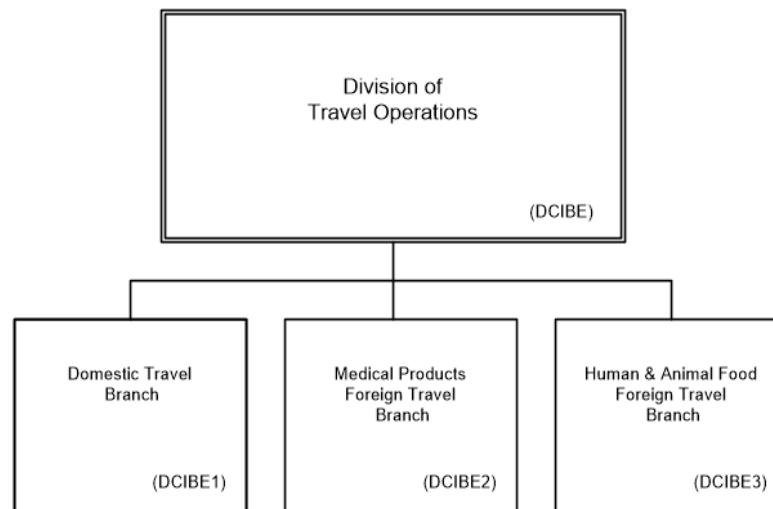 Division of
Travel Operations
(DCIBE)
Domestic Travel
Branch
(DCIBE1)
Medical Products
Foreign Travel
Branch
(DCIBE2)
Human & Animal Food
Foreign Travel
Branch
(DCIBE3)